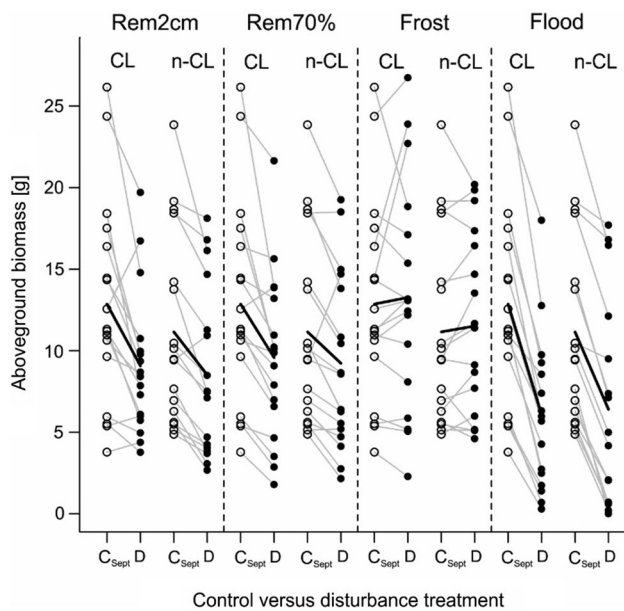 Rem2cm Rem70% Frost Flood
CL n-CL CL n-CL CL n-CL CL n-CL
25
20
15
10
5
0
Aboveground biomass [g]
CSept D CSept D CSept D CSept D CSept D CSept D CSept D CSept D
Control versus disturbance treatment